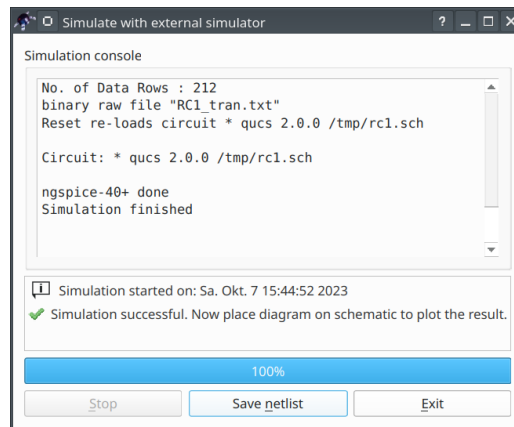 Simulate with external simulator
Simulation console
No. of Data Rows : 212
binary raw file "RC1_tran.txt"
Reset re-loads circuit * qucs 2.0.0 /tmp/rc1.sch
Circuit: * qucs 2.0.0 /tmp/rc1.sch
ngspice-40+ done
Simulation finished
Simulation started on: Sa. Okt. 7 15:44:52 2023
Simulation successful. Now place diagram on schematic to plot the result.
100%
Stop Save netlist Exit